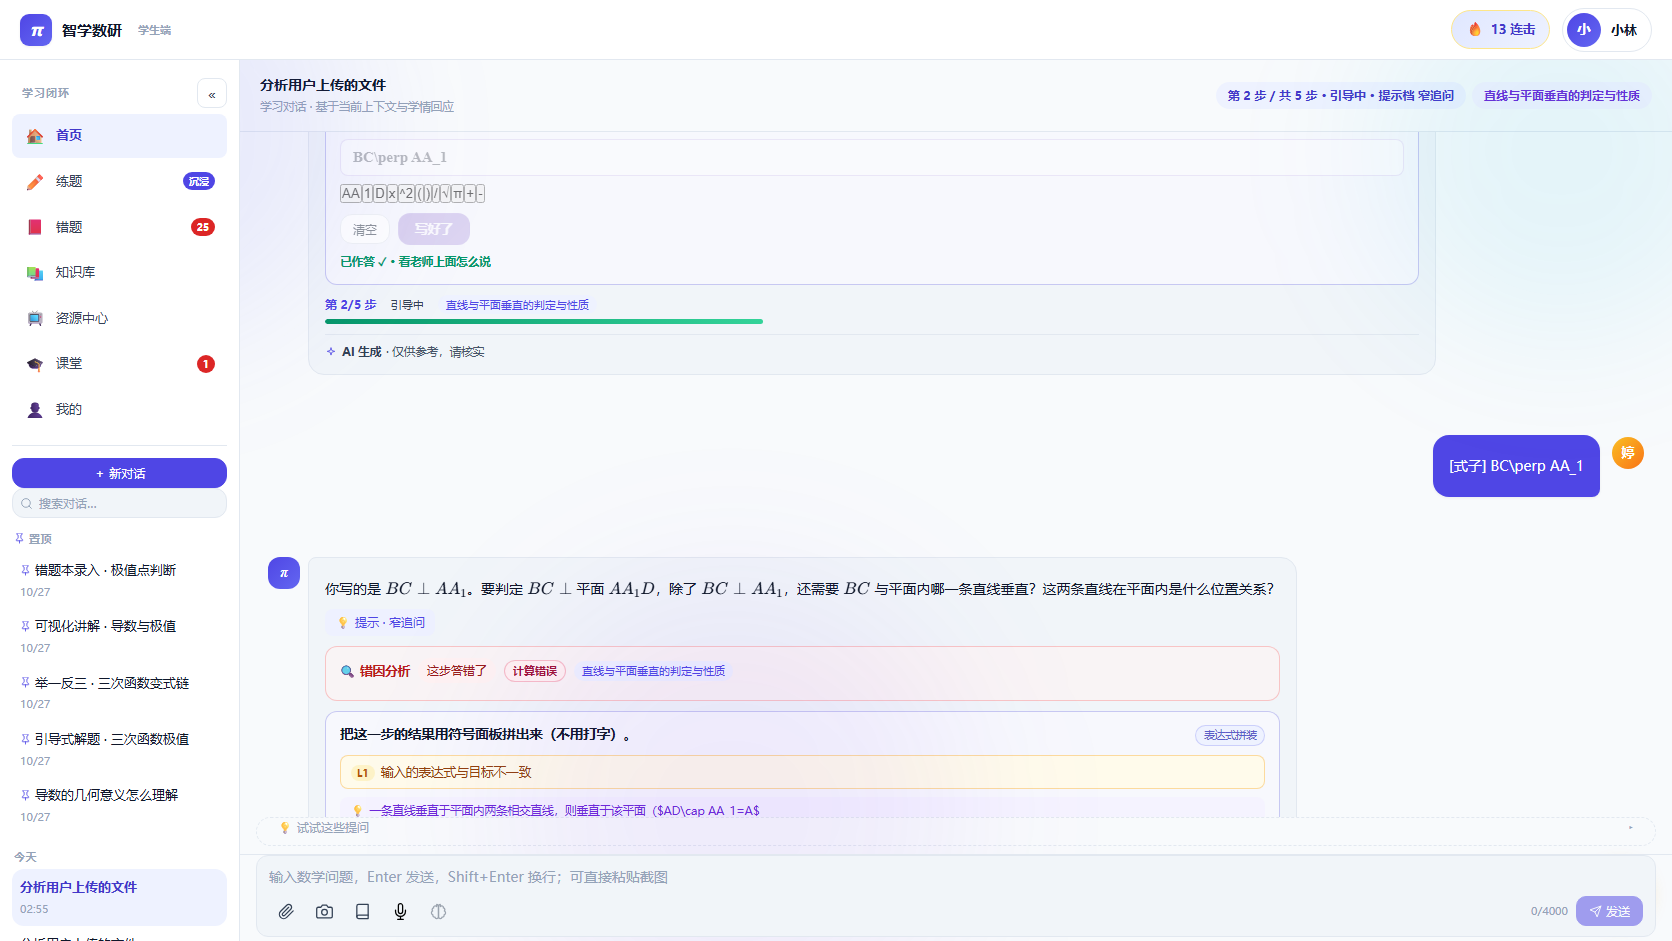 π 智学数研 学生端
13 连击
小 小林
学习闭环
«
首页
练题 沉浸
错题 25
知识库
资源中心
课堂 1
我的
+ 新对话
搜索对话...
置顶
错题本录入 · 极值点判断
10/27
可视化讲解 · 导数与极值
10/27
举一反三 · 三次函数变式链
10/27
引导式解题 · 三次函数极值
10/27
导数的几何意义怎么理解
10/27
今天
分析用户上传的文件
02:55
分析用户上传的文件
分析用户上传的文件
学习对话 · 基于当前上下文与学情回应
第 2 步 / 共 5 步 • 引导中 • 提示档 窄追问
直线与平面垂直的判定与性质
BC\perp AA_1
AA 1 D x ^2 ( ) / √ π + -
清空 写好了
已作答 ✓ • 看老师上面怎么说
第 2/5 步 引导中 直线与平面垂直的判定与性质
AI 生成 · 仅供参考，请核实
[式子] BC\perp AA_1
婷
π
你写的是 BC ⊥ AA₁。要判定 BC ⊥ 平面 AA₁D，除了 BC ⊥ AA₁，还需要 BC 与平面内哪一条直线垂直？这两条直线在平面内是什么位置关系？
提示 · 窄追问
错因分析 这步答错了 计算错误 直线与平面垂直的判定与性质
把这一步的结果用符号面板拼出来（不用打字）。
表达式拼装
L1 输入的表达式与目标不一致
一条直线垂直于平面内两条相交直线，则垂直于该平面（$AD\cap AA_1=A$
试试这些提问
输入数学问题，Enter 发送，Shift+Enter 换行；可直接粘贴截图
0/4000 发送